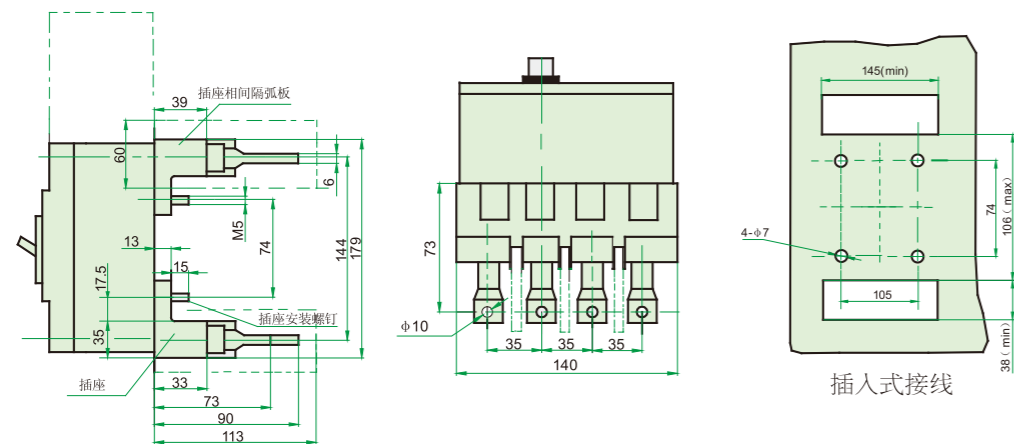 39
插座相间隔弧板
60
6
M5
13
74
144
179
15
17.5
插座安装螺钉
35
插座
33
73
90
113
73
φ10
35
35
35
140
145(min)
74
106（max）
4-φ7
105
38（min）
插入式接线